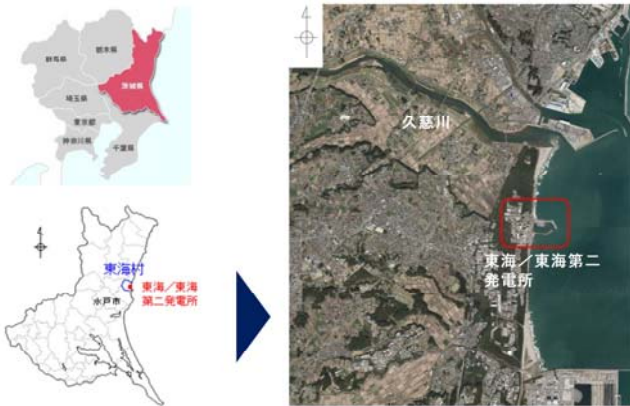 栃木県
群馬県
茨城県
埼玉県
東京都
神奈川県
千葉県
東海村
東海／東海
第二発電所
水戸市
久慈川
東海／東海第二
発電所